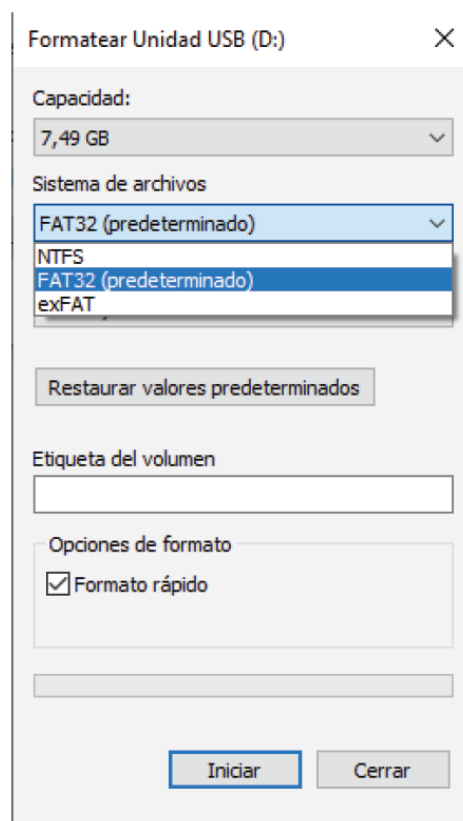 Formatear Unidad USB (D:)
Capacidad:
7,49 GB
Sistema de archivos
FAT32 (predeterminado)
NTFS
FAT32 (predeterminado)
exFAT
Restaurar valores predeterminados
Etiqueta del volumen
Opciones de formato
Formato rápido
Iniciar Cerrar